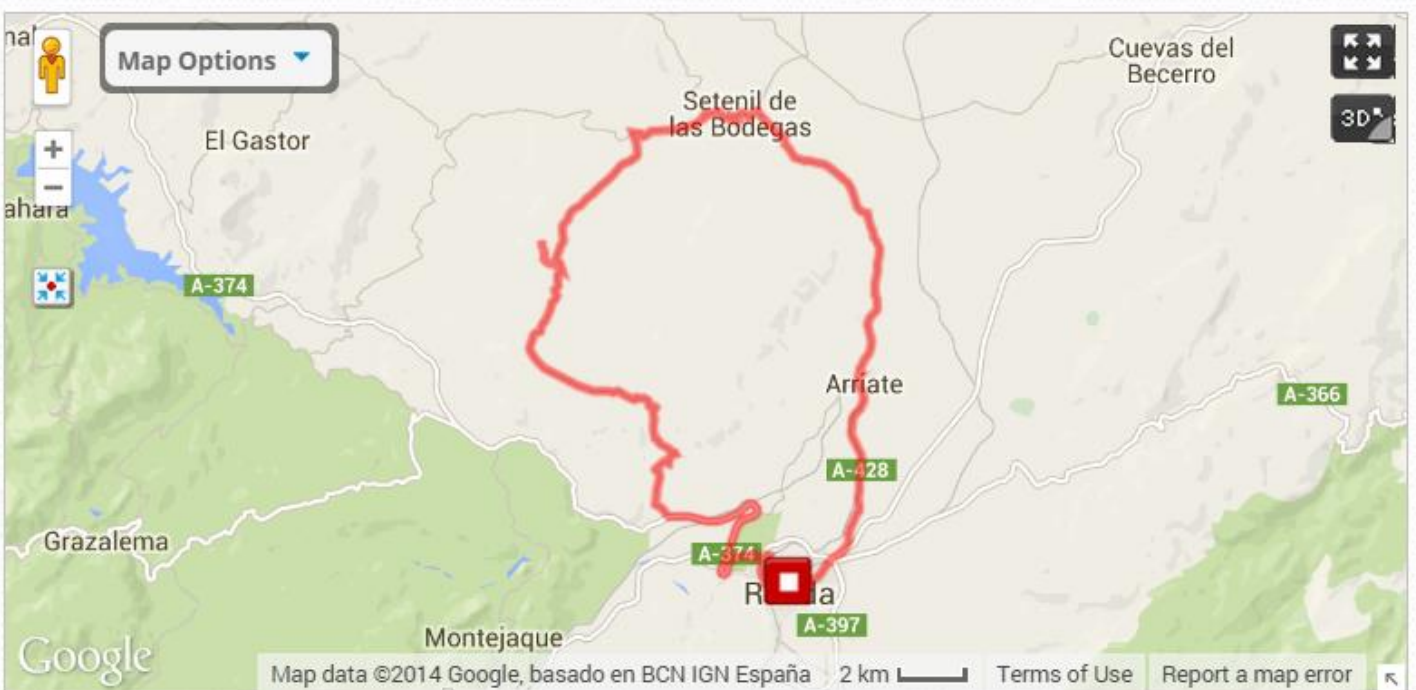 Map Options
Cuevas del
Becerro
Setenil de
las Bodegas
El Gastor
3D
A-374
Arriate
A-366
A-428
Grazalema
A-374
A-397
Montejaque
Google
Map data ©2014 Google, basado en BCN IGN España
2 km
Terms of Use
Report a map error